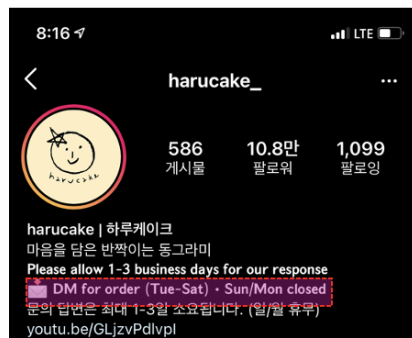 8:16
LTE
harucake_
586 10.8만 1,099
게시물 팔로워 팔로잉
harucake
harucake | 하루케이크
마음을 담은 반짝이는 동그라미
Please allow 1-3 business days for our response
📩 DM for order (Tue-Sat) • Sun/Mon closed
문의 답변은 최대 1-3일 소요됩니다. (일/월 휴무)
youtu.be/GLjzvPdlvpI